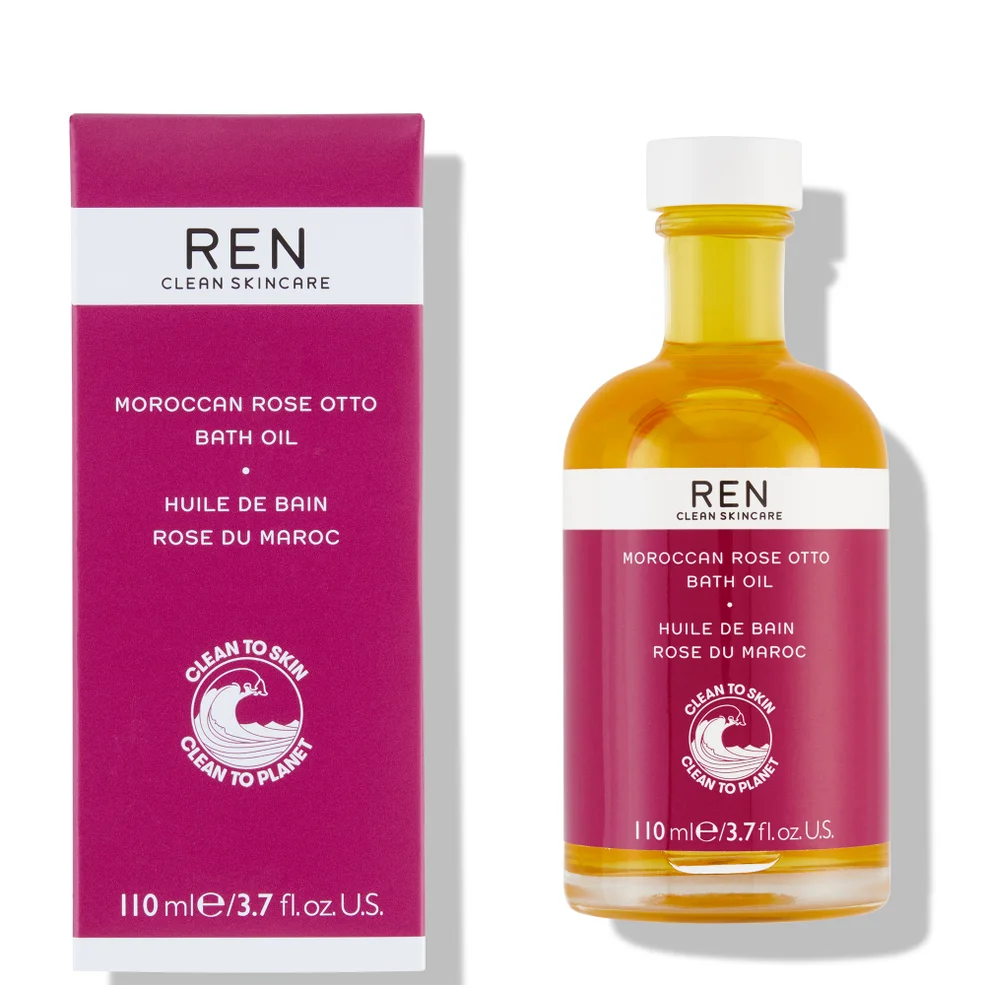 REN
CLEAN SKINCARE
MOROCCAN ROSE OTTO
BATH OIL
•
HUILE DE BAIN
ROSE DU MAROC
CLEAN TO SKIN
CLEAN TO PLANET
110 ml℮/3.7 fl. oz. U.S.
REN
CLEAN SKINCARE
MOROCCAN ROSE OTTO
BATH OIL
•
HUILE DE BAIN
ROSE DU MAROC
CLEAN TO SKIN
CLEAN TO PLANET
110 ml℮/3.7 fl. oz. U.S.